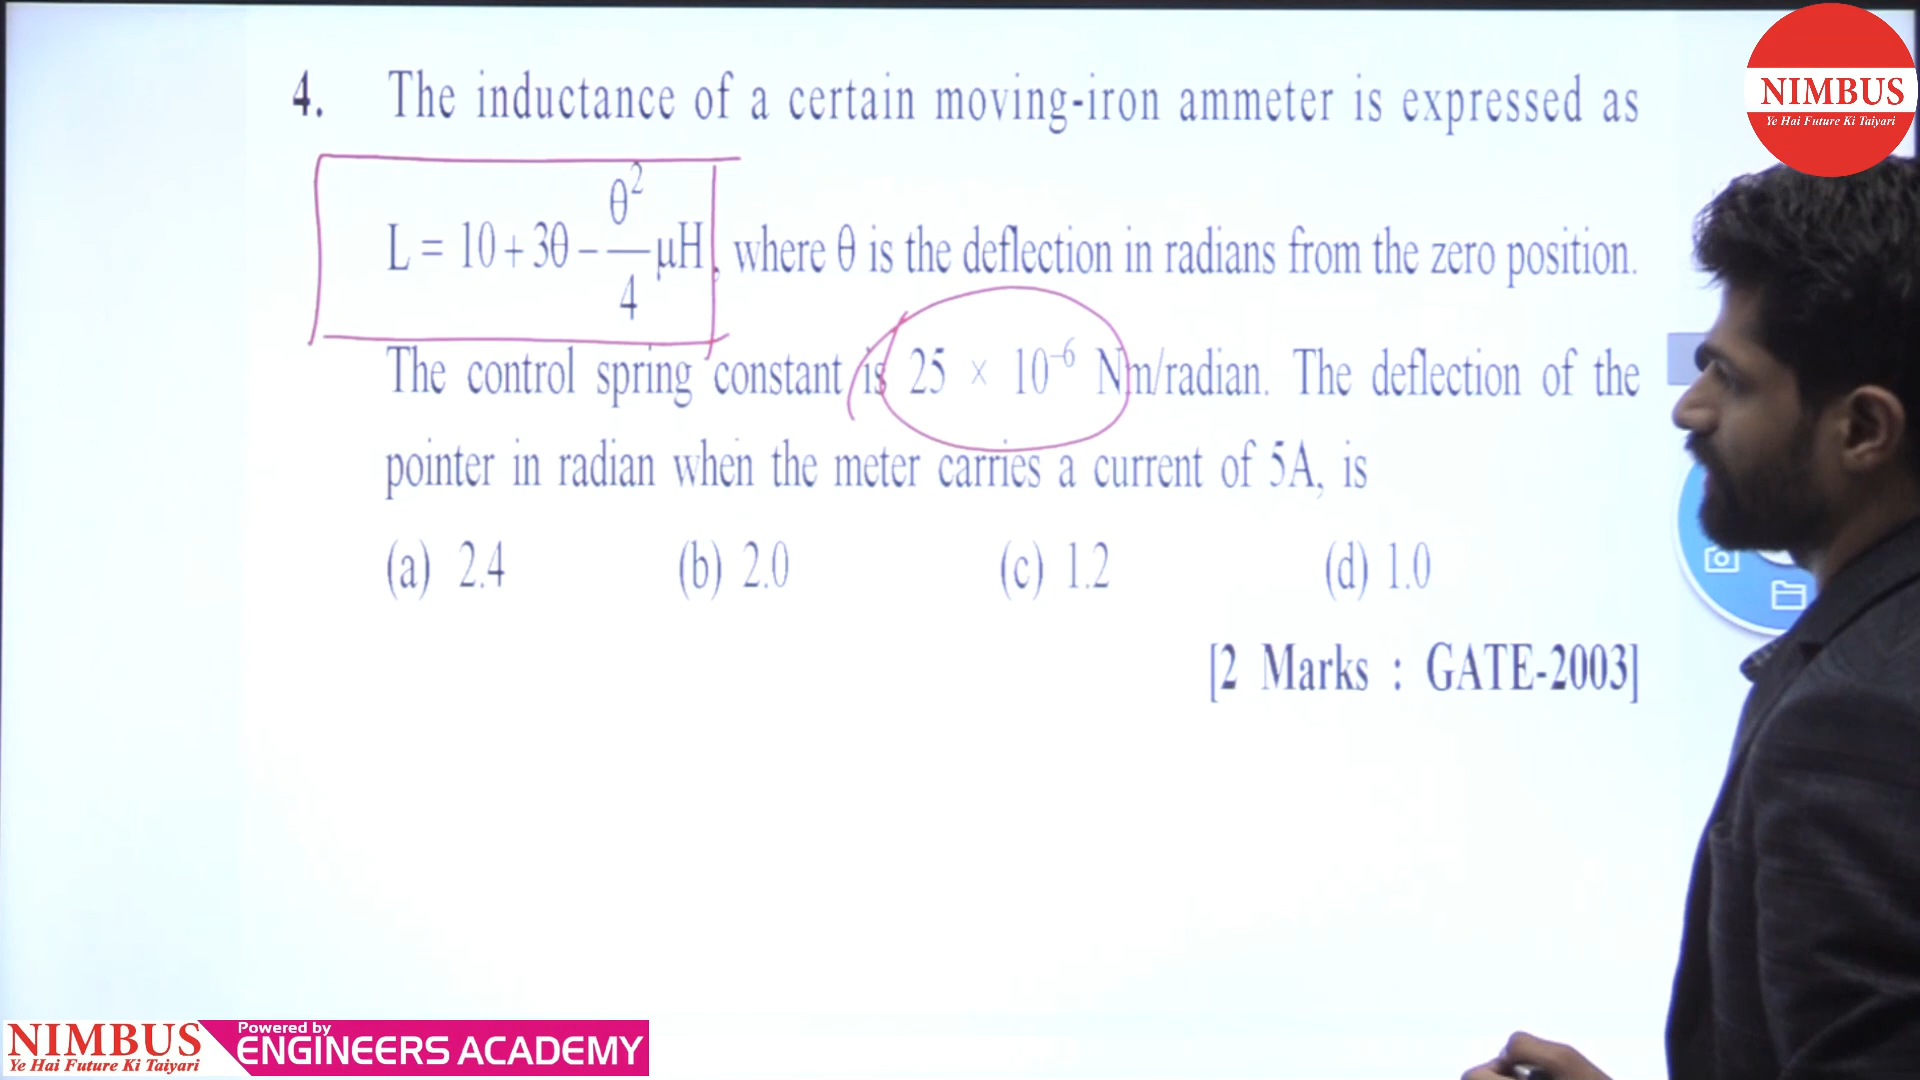 NIMBUS
Ye Hai Future Ki Taiyari
4. The inductance of a certain moving-iron ammeter is expressed as
L = 10 + 3θ − θ²/4 μH, where θ is the deflection in radians from the zero position.
The control spring constant is 25 × 10⁻⁶ Nm/radian. The deflection of the
pointer in radian when the meter carries a current of 5A, is
(a) 2.4 (b) 2.0 (c) 1.2 (d) 1.0
[2 Marks : GATE-2003]
NIMBUS
Ye Hai Future Ki Taiyari
Powered by
ENGINEERS ACADEMY